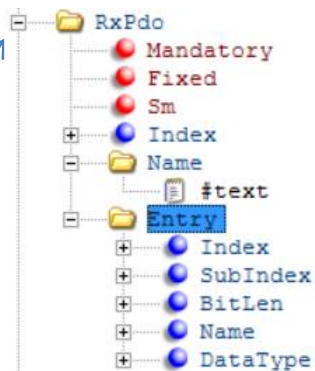 RxPdo
Mandatory
Fixed
Sm
Index
Name
#text
Entry
Index
SubIndex
BitLen
Name
DataType